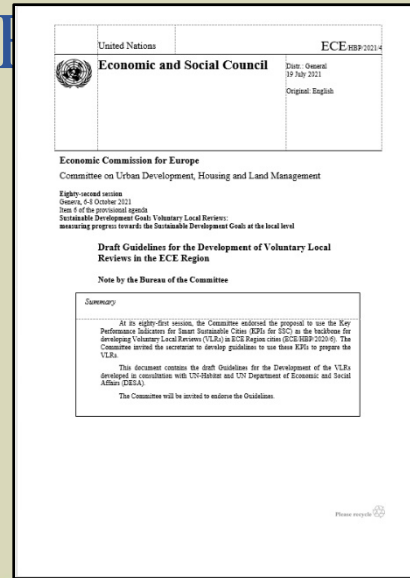 United Nations
ECE/HBP/2021/4
Economic and Social Council
Distr.: General
19 July 2021
Original: English
Economic Commission for Europe
Committee on Urban Development, Housing and Land Management
Eighty-second session
Geneva, 6-8 October 2021
Item 6 of the provisional agenda
Sustainable Development Goals Voluntary Local Reviews:
measuring progress towards the Sustainable Development Goals at the local level
Draft Guidelines for the Development of Voluntary Local
Reviews in the ECE Region
Note by the Bureau of the Committee
Summary
At its eighty-first session, the Committee endorsed the proposal to use the Key
Performance Indicators for Smart Sustainable Cities (KPIs for SSC) as the backbone for
developing Voluntary Local Reviews (VLRs) in ECE Region cities (ECE/HBP/2020/6). The
Committee invited the secretariat to develop guidelines to use these KPIs to prepare the
VLRs.
This document contains the draft Guidelines for the Development of the VLRs
developed in consultation with UN-Habitat and UN Department of Economic and Social
Affairs (DESA).
The Committee will be invited to endorse the Guidelines.
Please recycle